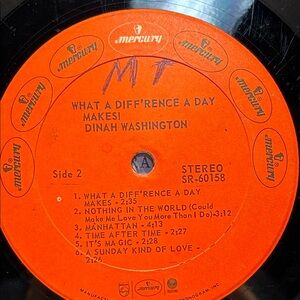 mercury
mercury
mercury
mercury
mercury
mercury
mercury
MT
WHAT A DIFF'RENCE A DAY
MAKES!
DINAH WASHINGTON
A
Side 2
STEREO
SR-60158
1. WHAT A DIFF'RENCE A DAY
MAKES - 2:35
2. NOTHING IN THE WORLD (Could
Make Me Love You More Than I Do)-3:12
3. MANHATTAN - 4:13
4. TIME AFTER TIME - 2:27
5. IT'S MAGIC - 2:28
6. A SUNDAY KIND OF LOVE -
2:26
mercury